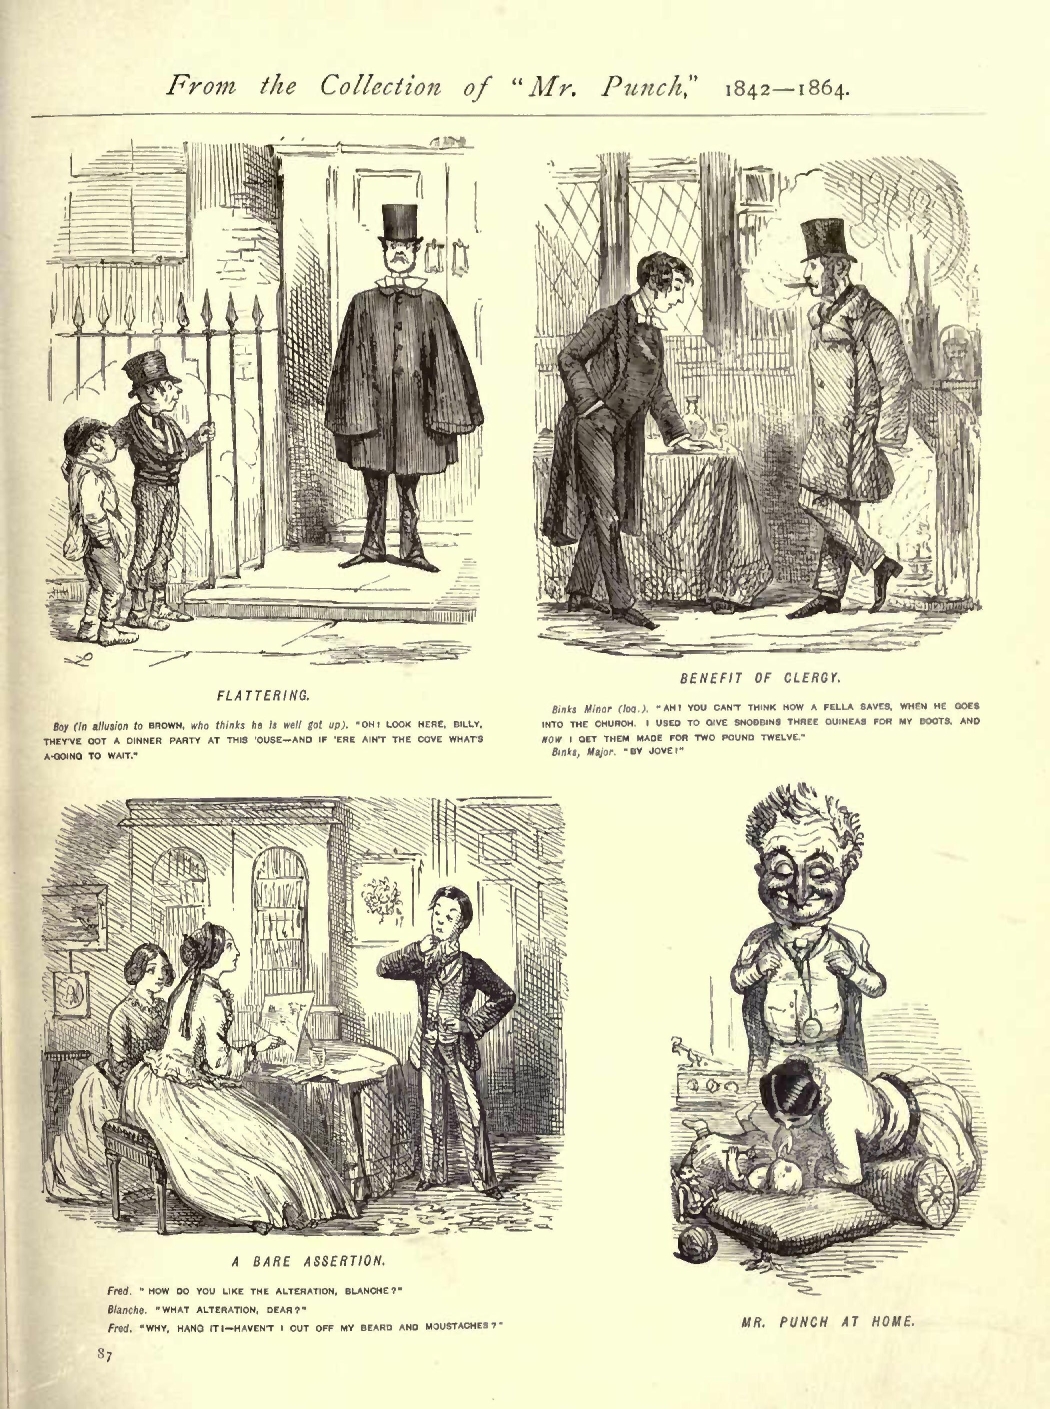 From the Collection of "Mr. Punch," 1842—1864.
FLATTERING.
Boy (in allusion to BROWN, who thinks he is well got up). "OH! LOOK HERE, BILLY,
THEY'VE GOT A DINNER PARTY AT THIS 'OUSE—AND IF 'ERE AIN'T THE COVE WHAT'S
A-GOING TO WAIT."
BENEFIT OF CLERGY.
Binks Minor (loq.). "AH! YOU CAN'T THINK HOW A FELLA SAVES, WHEN HE GOES
INTO THE CHURCH. I USED TO GIVE SNOBBINS THREE GUINEAS FOR MY BOOTS, AND
NOW I GET THEM MADE FOR TWO POUND TWELVE."
Binks, Major. "BY JOVE!"
A BARE ASSERTION.
Fred. "HOW DO YOU LIKE THE ALTERATION, BLANCHE?"
Blanche. "WHAT ALTERATION, DEAR?"
Fred. "WHY, HANG IT!—HAVEN'T I CUT OFF MY BEARD AND MOUSTACHES?"
MR. PUNCH AT HOME.
87